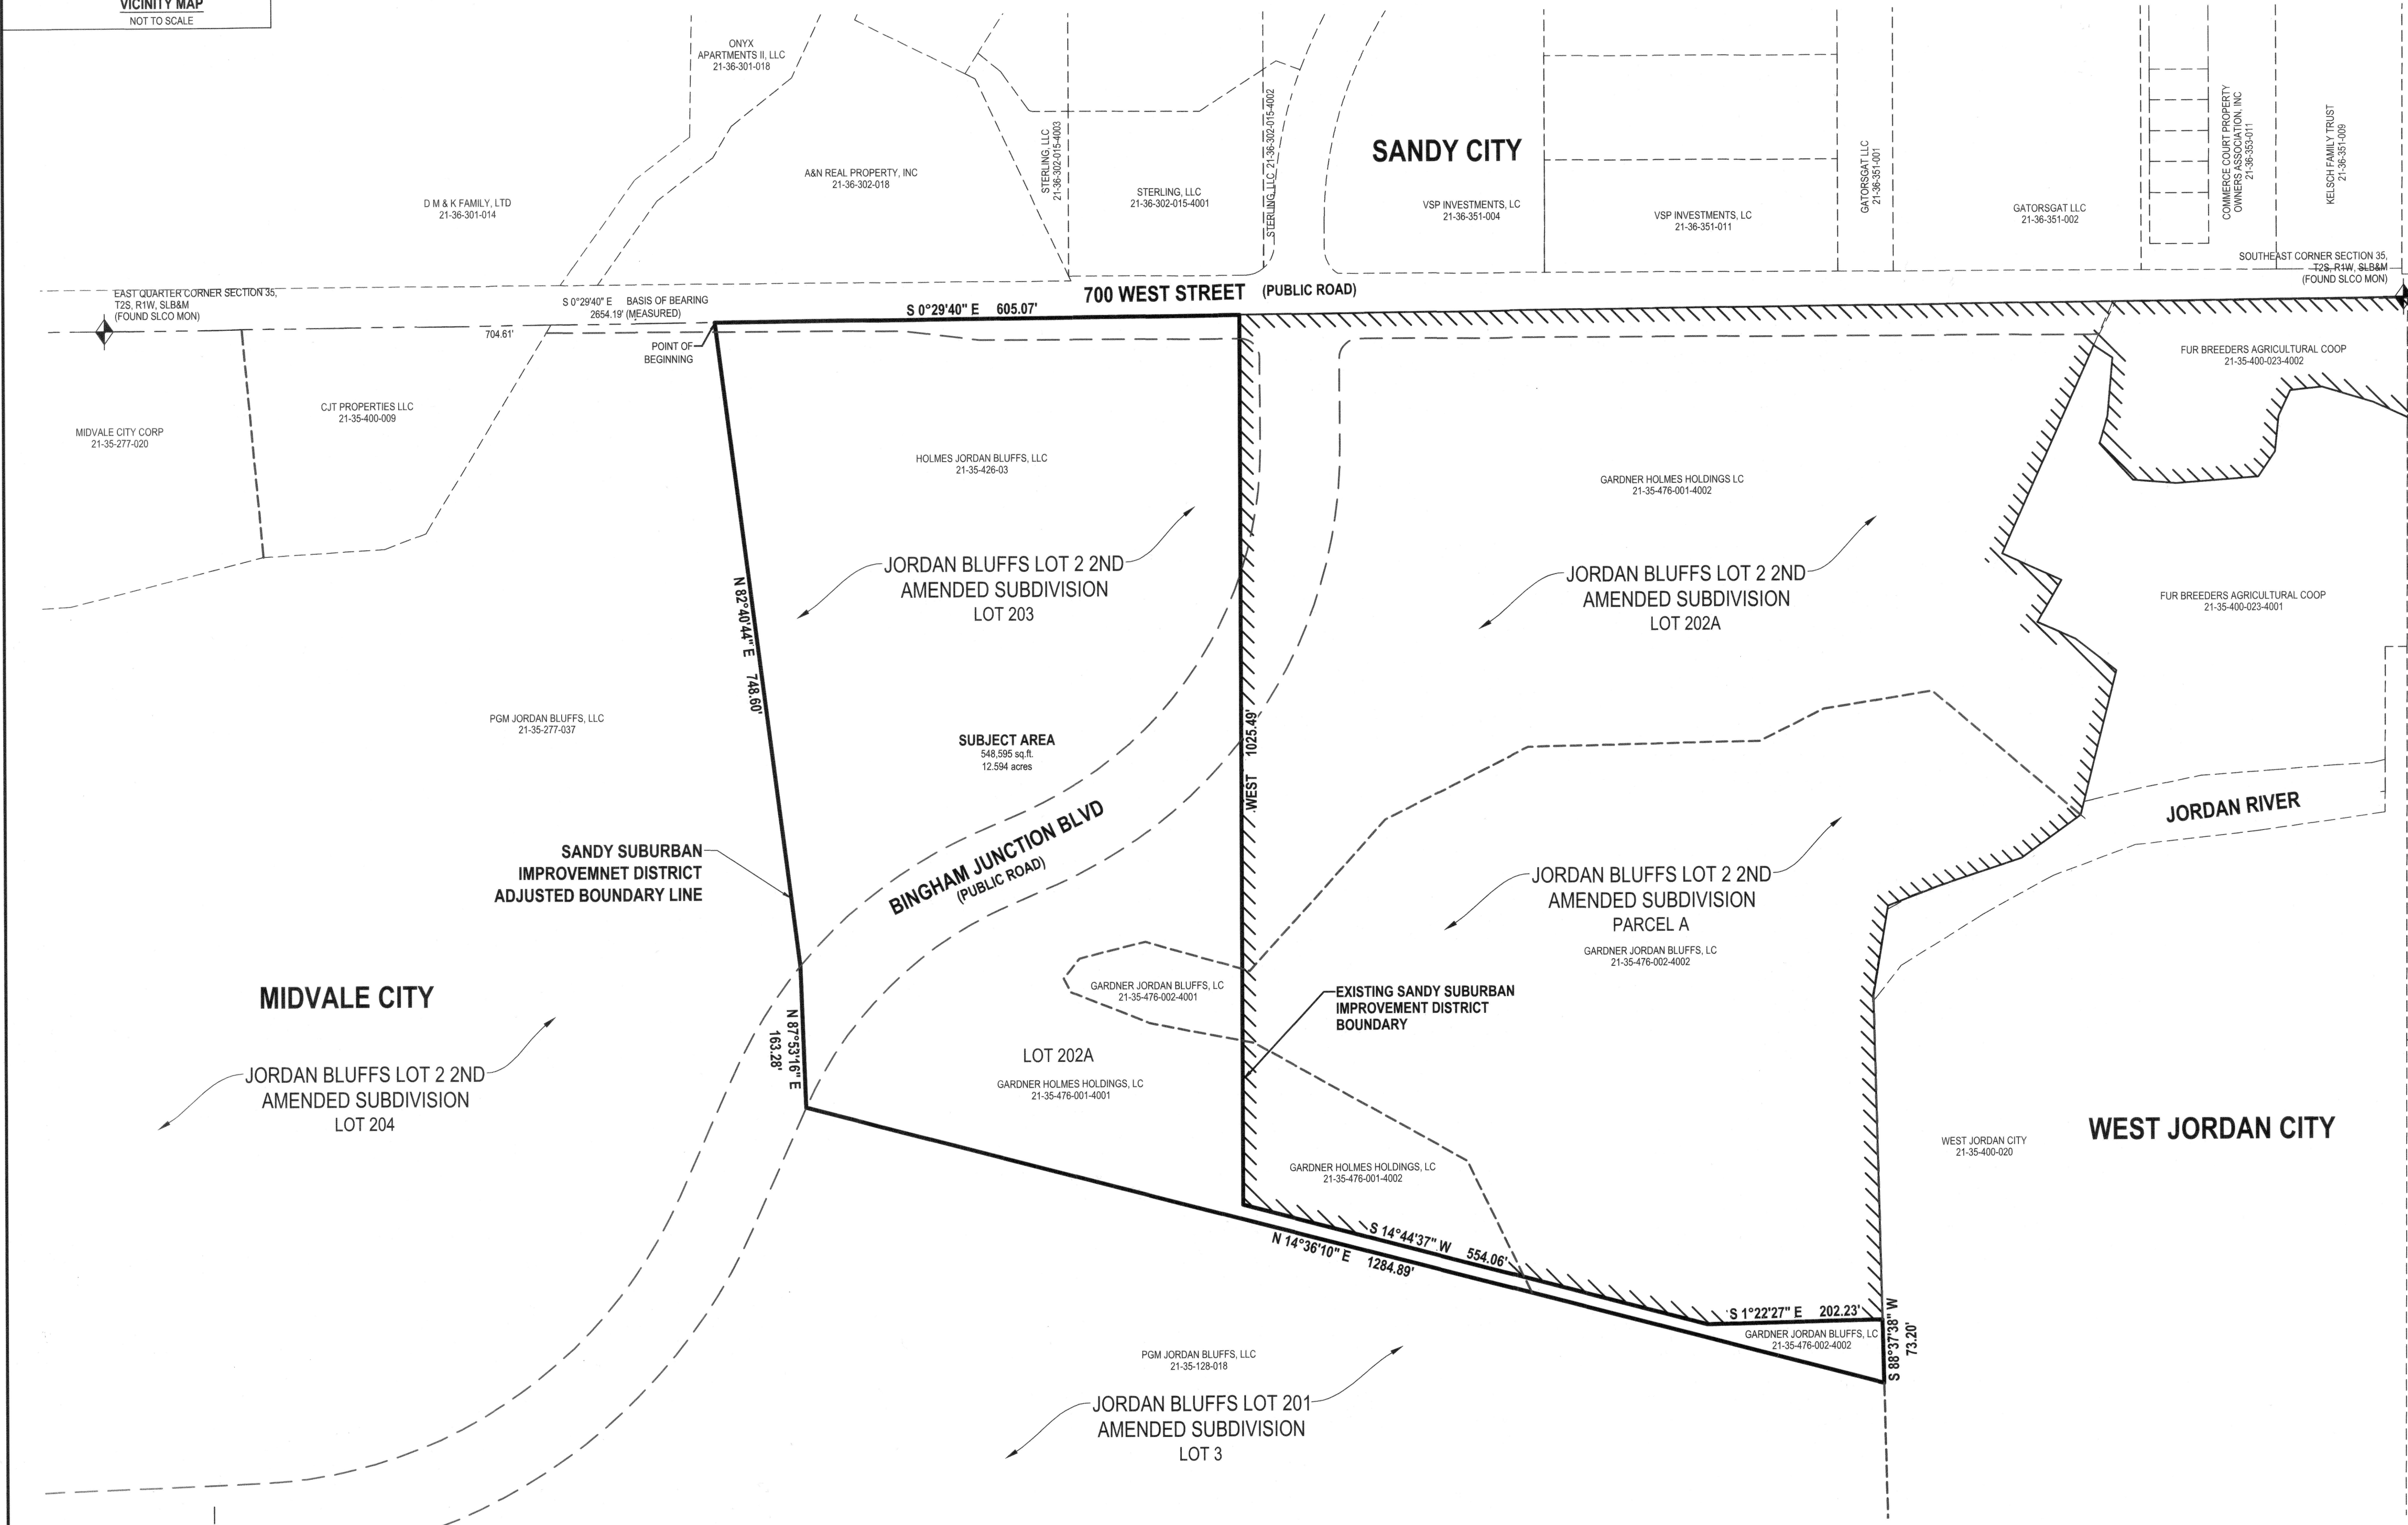 VICINITY MAP
NOT TO SCALE
ONYX
APARTMENTS II, LLC
21-36-301-018
D M & K FAMILY, LTD
21-36-301-014
A&N REAL PROPERTY, INC
21-36-302-018
STERLING, LLC
21-36-302-015-4003
STERLING, LLC
21-36-302-015-4001
STERLING, LLC 21-36-302-015-4002
SANDY CITY
VSP INVESTMENTS, LC
21-36-351-004
VSP INVESTMENTS, LC
21-36-351-011
GATORSGAT LLC
21-36-351-001
GATORSGAT LLC
21-36-351-002
COMMERCE COURT PROPERTY
OWNERS ASSOCIATION, INC
21-36-353-011
KELSCH FAMILY TRUST
21-36-351-009
EAST QUARTER CORNER SECTION 35,
T2S, R1W, SLB&M
(FOUND SLCO MON)
S 0°29'40" E BASIS OF BEARING
2654.19' (MEASURED)
704.61'
POINT OF
BEGINNING
S 0°29'40" E 605.07'
700 WEST STREET (PUBLIC ROAD)
SOUTHEAST CORNER SECTION 35,
T2S, R1W, SLB&M
(FOUND SLCO MON)
MIDVALE CITY CORP
21-35-277-020
CJT PROPERTIES LLC
21-35-400-009
HOLMES JORDAN BLUFFS, LLC
21-35-426-03
JORDAN BLUFFS LOT 2 2ND
AMENDED SUBDIVISION
LOT 203
GARDNER HOLMES HOLDINGS LC
21-35-476-001-4002
JORDAN BLUFFS LOT 2 2ND
AMENDED SUBDIVISION
LOT 202A
FUR BREEDERS AGRICULTURAL COOP
21-35-400-023-4002
FUR BREEDERS AGRICULTURAL COOP
21-35-400-023-4001
N 82°40'44" E 748.60'
PGM JORDAN BLUFFS, LLC
21-35-277-037
SUBJECT AREA
548,595 sq.ft.
12.594 acres
WEST 1025.49'
BINGHAM JUNCTION BLVD
(PUBLIC ROAD)
SANDY SUBURBAN
IMPROVEMNET DISTRICT
ADJUSTED BOUNDARY LINE
JORDAN RIVER
JORDAN BLUFFS LOT 2 2ND
AMENDED SUBDIVISION
PARCEL A
GARDNER JORDAN BLUFFS, LC
21-35-476-002-4002
MIDVALE CITY
N 87°53'16" E
163.28'
GARDNER JORDAN BLUFFS, LC
21-35-476-002-4001
EXISTING SANDY SUBURBAN
IMPROVEMENT DISTRICT
BOUNDARY
JORDAN BLUFFS LOT 2 2ND
AMENDED SUBDIVISION
LOT 204
LOT 202A
GARDNER HOLMES HOLDINGS, LC
21-35-476-001-4001
GARDNER HOLMES HOLDINGS, LC
21-35-476-001-4002
WEST JORDAN CITY
21-35-400-020
WEST JORDAN CITY
S 14°44'37" W 554.06'
N 14°36'10" E 1284.89'
S 1°22'27" E 202.23'
GARDNER JORDAN BLUFFS, LC
21-35-476-002-4002
S 88°37'38" W
73.20'
PGM JORDAN BLUFFS, LLC
21-35-128-018
JORDAN BLUFFS LOT 201
AMENDED SUBDIVISION
LOT 3